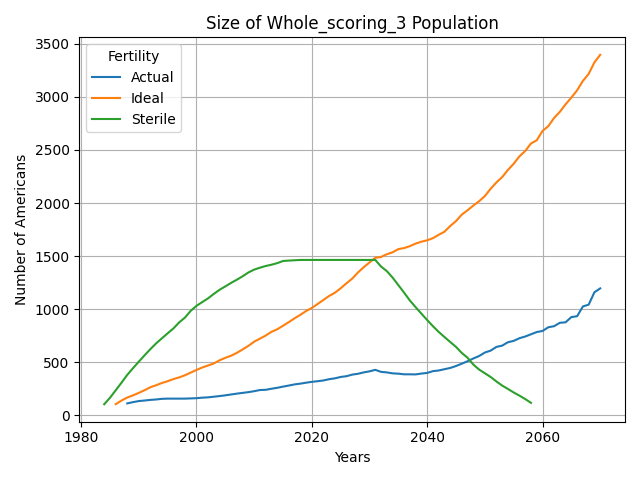 Size of Whole_scoring_3 Population
Number of Americans
3500
3000
2500
2000
1500
1000
500
0
Fertility
Actual
Ideal
Sterile
1980
2000
2020
2040
2060
Years